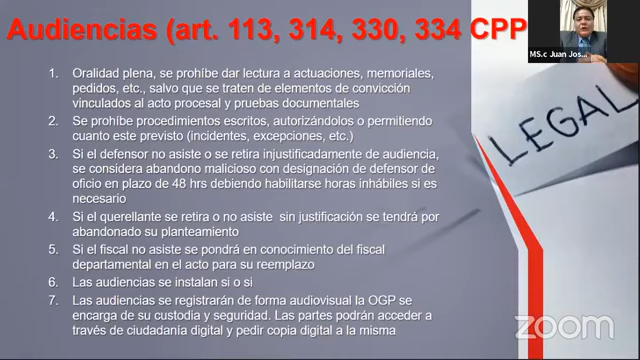 Audiencias (art. 113, 314, 330, 334 CPP
MS.c Juan Jos...
1. Oralidad plena, se prohíbe dar lectura a actuaciones, memoriales,
pedidos, etc., salvo que se traten de elementos de convicción
vinculados al acto procesal y pruebas documentales
2. Se prohíbe procedimientos escritos, autorizándolos o permitiendo
cuanto este previsto (incidentes, excepciones, etc.)
3. Si el defensor no asiste o se retira injustificadamente de audiencia,
se considera abandono malicioso con designación de defensor de
oficio en plazo de 48 hrs debiendo habilitarse horas inhábiles si es
necesario
4. Si el querellante se retira o no asiste sin justificación se tendrá por
abandonado su planteamiento
5. Si el fiscal no asiste se pondrá en conocimiento del fiscal
departamental en el acto para su reemplazo
6. Las audiencias se instalan si o si
7. Las audiencias se registrarán de forma audiovisual la OGP se
encarga de su custodia y seguridad. Las partes podrán acceder a
través de ciudadanía digital y pedir copia digital a la misma
LEGAL
zoom